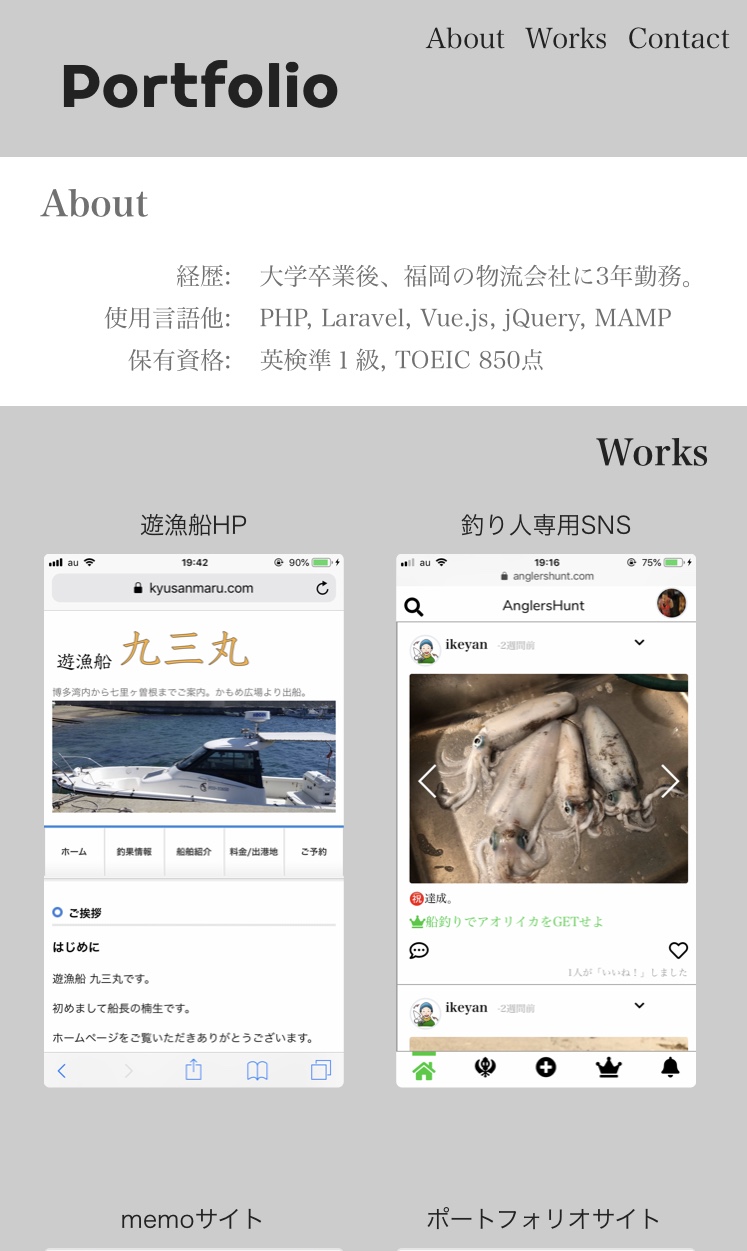 About Works Contact
Portfolio
About
経歴: 大学卒業後、福岡の物流会社に3年勤務。
使用言語他: PHP, Laravel, Vue.js, jQuery, MAMP
保有資格: 英検準１級, TOEIC 850点
Works
遊漁船HP
au 19:42 90%
kyusanmaru.com
遊漁船 九三丸
博多湾内から七里ヶ曽根までご案内。かもめ広場より出船。
ホーム 釣果情報 船舶紹介 料金/出港地 ご予約
ご挨拶
はじめに
遊漁船 九三丸です。
初めまして船長の楠生です。
ホームページをご覧いただきありがとうございます。
釣り人専用SNS
au 19:16 75%
anglershunt.com
AnglersHunt
ikeyan -2週間前
㊗達成。
船釣りでアオリイカをGETせよ
1人が「いいね！」しました
ikeyan -2週間前
memoサイト
ポートフォリオサイト